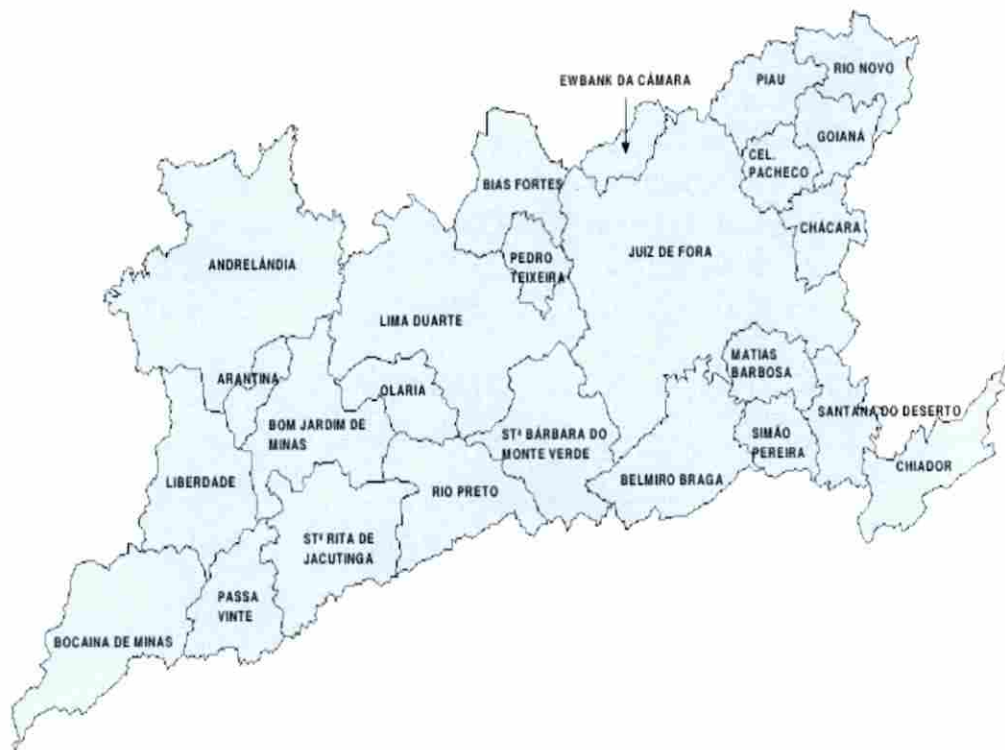 RIO NOVO
PIAU
EWBANK DA CÂMARA
GOIANÁ
CEL.
PACHECO
BIAS FORTES
CHÁCARA
JUIZ DE FORA
PEDRO
TEIXEIRA
ANDRELÂNDIA
LIMA DUARTE
MATIAS
BARBOSA
ARANTINA
OLARIA
SANTANA DO DESERTO
BOM JARDIM DE
MINAS
STª BÁRBARA DO
MONTE VERDE
SIMÃO
PEREIRA
CHIADOR
LIBERDADE
RIO PRETO
BELMIRO BRAGA
STª RITA DE
JACUTINGA
PASSA
VINTE
BOCAINA DE MINAS